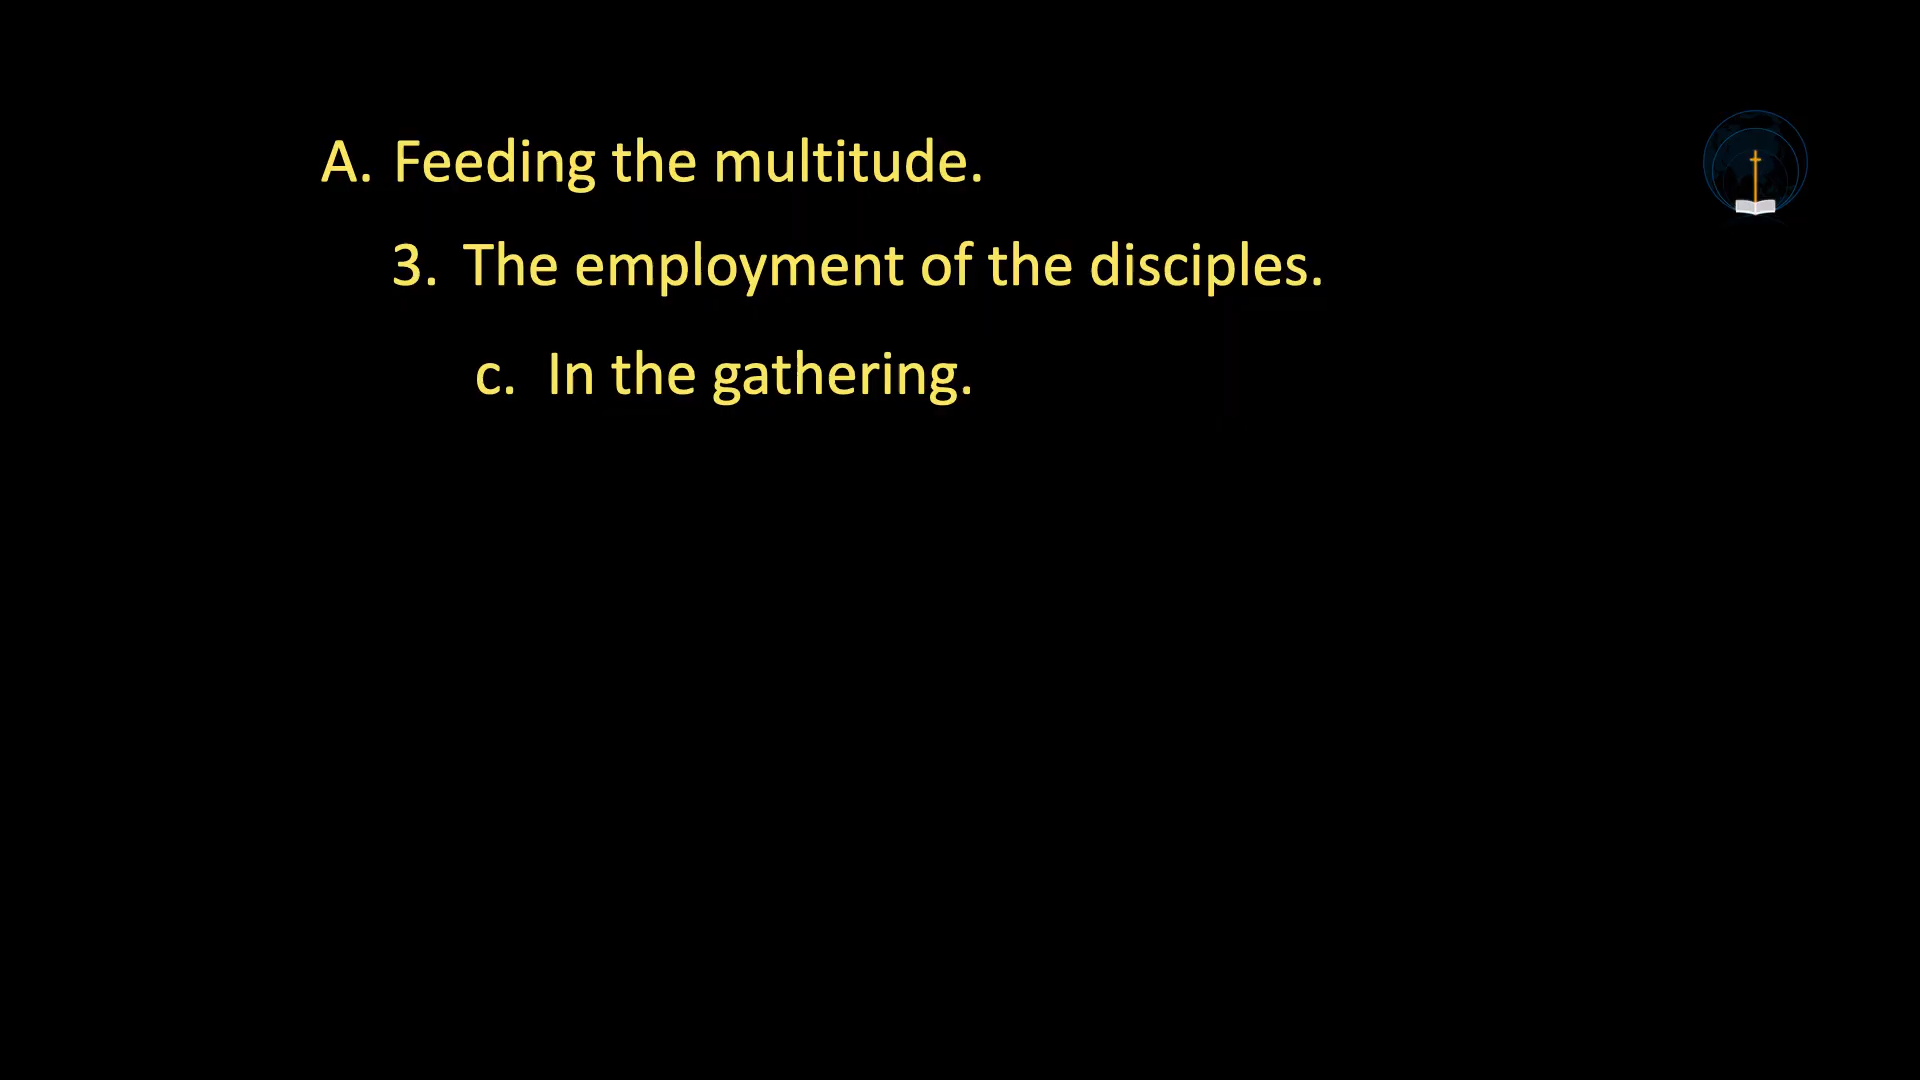 A. Feeding the multitude.
3. The employment of the disciples.
c. In the gathering.